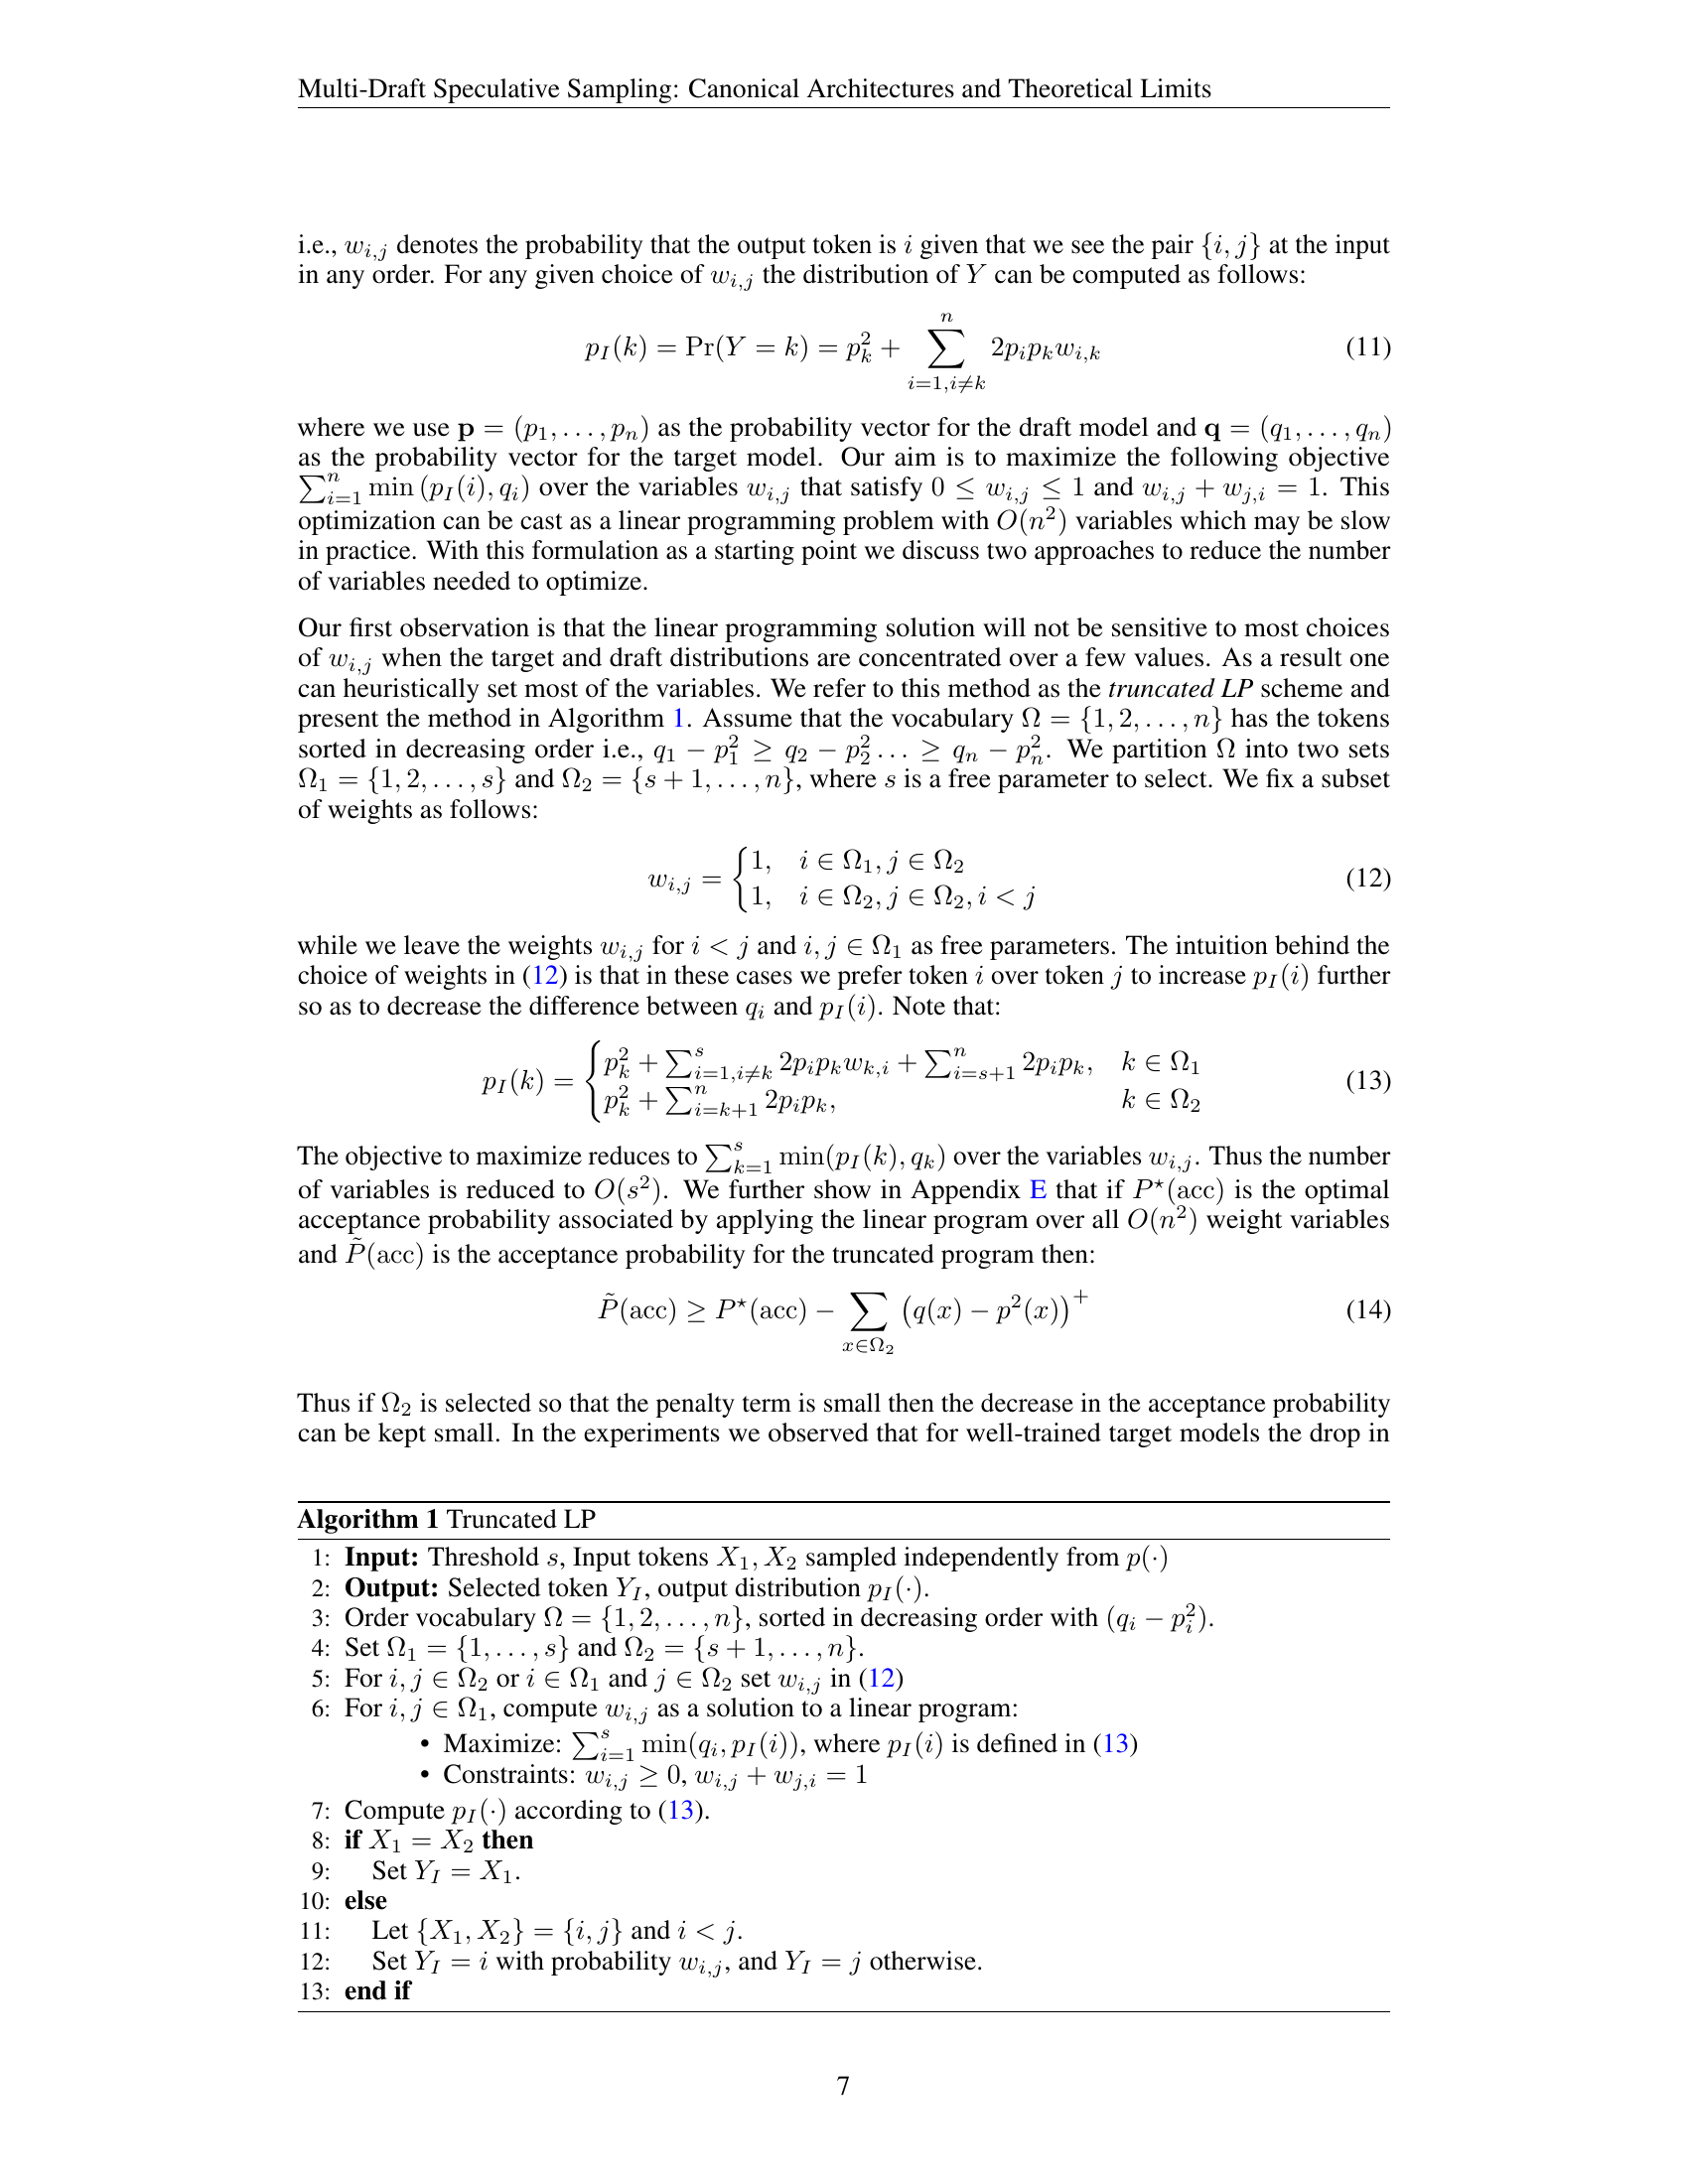 Multi-Draft Speculative Sampling: Canonical Architectures and Theoretical Limits
i.e., $w_{i,j}$ denotes the probability that the output token is $i$ given that we see the pair $\{i, j\}$ at the input
in any order. For any given choice of $w_{i,j}$ the distribution of $Y$ can be computed as follows:
$p_I(k) = \Pr(Y = k) = p_k^2 + \sum_{i=1, i \neq k}^{n} 2p_i p_k w_{i,k}$ (11)
where we use $\mathbf{p} = (p_1, \ldots, p_n)$ as the probability vector for the draft model and $\mathbf{q} = (q_1, \ldots, q_n)$
as the probability vector for the target model. Our aim is to maximize the following objective
$\sum_{i=1}^{n} \min(p_I(i), q_i)$ over the variables $w_{i,j}$ that satisfy $0 \leq w_{i,j} \leq 1$ and $w_{i,j} + w_{j,i} = 1$. This
optimization can be cast as a linear programming problem with $O(n^2)$ variables which may be slow
in practice. With this formulation as a starting point we discuss two approaches to reduce the number
of variables needed to optimize.
Our first observation is that the linear programming solution will not be sensitive to most choices
of $w_{i,j}$ when the target and draft distributions are concentrated over a few values. As a result one
can heuristically set most of the variables. We refer to this method as the truncated LP scheme and
present the method in Algorithm 1. Assume that the vocabulary $\Omega = \{1, 2, \ldots, n\}$ has the tokens
sorted in decreasing order i.e., $q_1 - p_1^2 \geq q_2 - p_2^2 \ldots \geq q_n - p_n^2$. We partition $\Omega$ into two sets
$\Omega_1 = \{1, 2, \ldots, s\}$ and $\Omega_2 = \{s + 1, \ldots, n\}$, where $s$ is a free parameter to select. We fix a subset
of weights as follows:
$w_{i,j} = \begin{cases} 1, & i \in \Omega_1, j \in \Omega_2 \\ 1, & i \in \Omega_2, j \in \Omega_2, i < j \end{cases}$ (12)
while we leave the weights $w_{i,j}$ for $i < j$ and $i, j \in \Omega_1$ as free parameters. The intuition behind the
choice of weights in (12) is that in these cases we prefer token $i$ over token $j$ to increase $p_I(i)$ further
so as to decrease the difference between $q_i$ and $p_I(i)$. Note that:
$p_I(k) = \begin{cases} p_k^2 + \sum_{i=1, i \neq k}^{s} 2p_i p_k w_{k,i} + \sum_{i=s+1}^{n} 2p_i p_k, & k \in \Omega_1 \\ p_k^2 + \sum_{i=k+1}^{n} 2p_i p_k, & k \in \Omega_2 \end{cases}$ (13)
The objective to maximize reduces to $\sum_{k=1}^{s} \min(p_I(k), q_k)$ over the variables $w_{i,j}$. Thus the number
of variables is reduced to $O(s^2)$. We further show in Appendix E that if $P^\star(\mathrm{acc})$ is the optimal
acceptance probability associated by applying the linear program over all $O(n^2)$ weight variables
and $\tilde{P}(\mathrm{acc})$ is the acceptance probability for the truncated program then:
$\tilde{P}(\mathrm{acc}) \geq P^\star(\mathrm{acc}) - \sum_{x \in \Omega_2} (q(x) - p^2(x))^+$ (14)
Thus if $\Omega_2$ is selected so that the penalty term is small then the decrease in the acceptance probability
can be kept small. In the experiments we observed that for well-trained target models the drop in
Algorithm 1 Truncated LP
1: Input: Threshold $s$, Input tokens $X_1, X_2$ sampled independently from $p(\cdot)$
2: Output: Selected token $Y_I$, output distribution $p_I(\cdot)$.
3: Order vocabulary $\Omega = \{1, 2, \ldots, n\}$, sorted in decreasing order with $(q_i - p_i^2)$.
4: Set $\Omega_1 = \{1, \ldots, s\}$ and $\Omega_2 = \{s + 1, \ldots, n\}$.
5: For $i, j \in \Omega_2$ or $i \in \Omega_1$ and $j \in \Omega_2$ set $w_{i,j}$ in (12)
6: For $i, j \in \Omega_1$, compute $w_{i,j}$ as a solution to a linear program:
• Maximize: $\sum_{i=1}^{s} \min(q_i, p_I(i))$, where $p_I(i)$ is defined in (13)
• Constraints: $w_{i,j} \geq 0, w_{i,j} + w_{j,i} = 1$
7: Compute $p_I(\cdot)$ according to (13).
8: if $X_1 = X_2$ then
9: Set $Y_I = X_1$.
10: else
11: Let $\{X_1, X_2\} = \{i, j\}$ and $i < j$.
12: Set $Y_I = i$ with probability $w_{i,j}$, and $Y_I = j$ otherwise.
13: end if
7